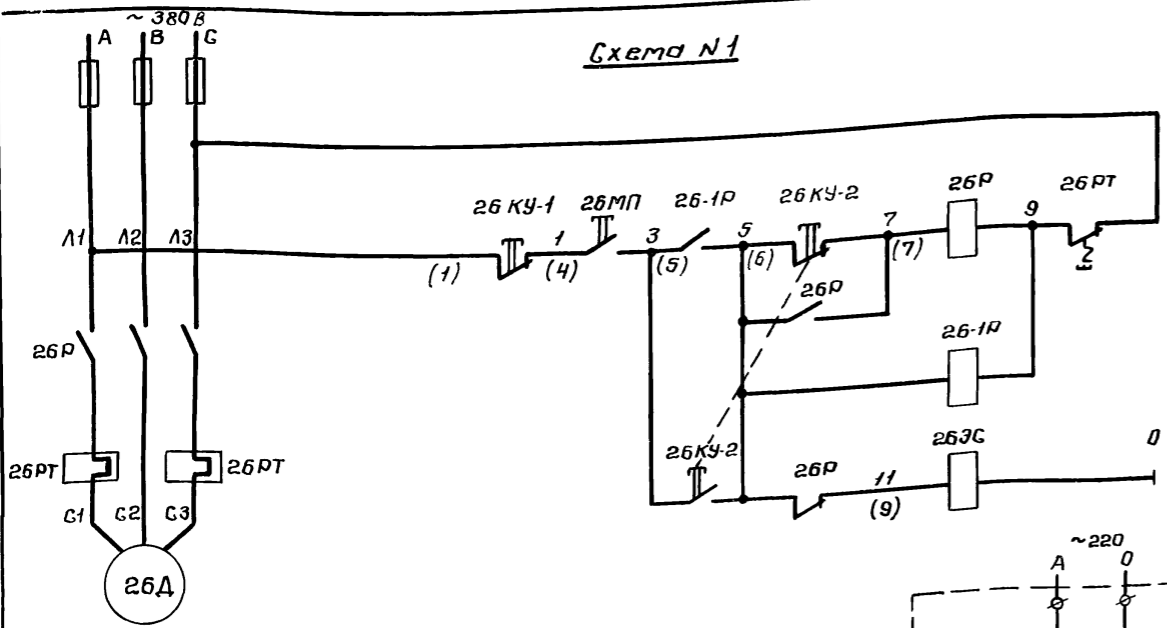 ~ 380 В
А В С
Схема N1
26КУ-1 26МП 26-1Р 26КУ-2 26Р 26РТ
Л1 Л2 Л3 1 3 5 7 9
(1) (4) (5) (6) (7)
26Р
26Р 26-1Р
26КУ-2 26Р 26ЭС 0
26РТ 26РТ
11
(9)
С1 С2 С3
26Д
~220
А 0